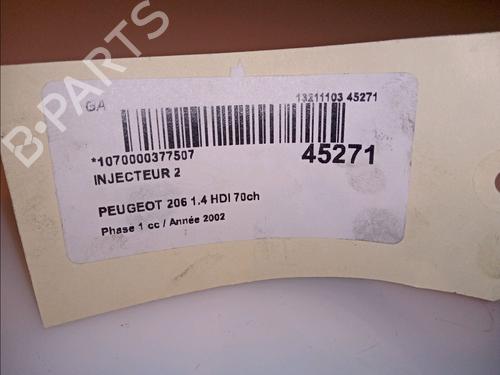 GA
13211103 45271
*1070000377507
45271
INJECTEUR 2
PEUGEOT 206 1.4 HDI 70ch
Phase 1 cc / Année 2002
B-PARTS